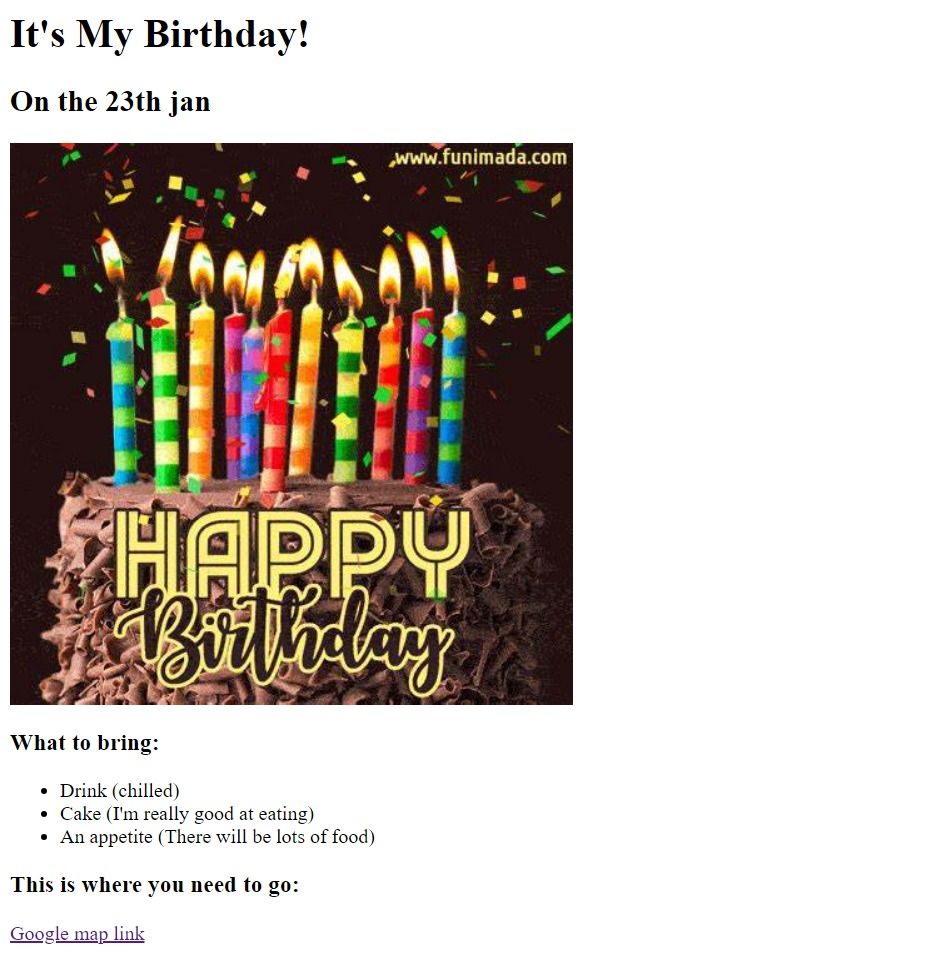 It's My Birthday!
On the 23th jan
www.funimada.com
HAPPY
Birthday
What to bring:
Drink (chilled)
Cake (I'm really good at eating)
An appetite (There will be lots of food)
This is where you need to go:
Google map link